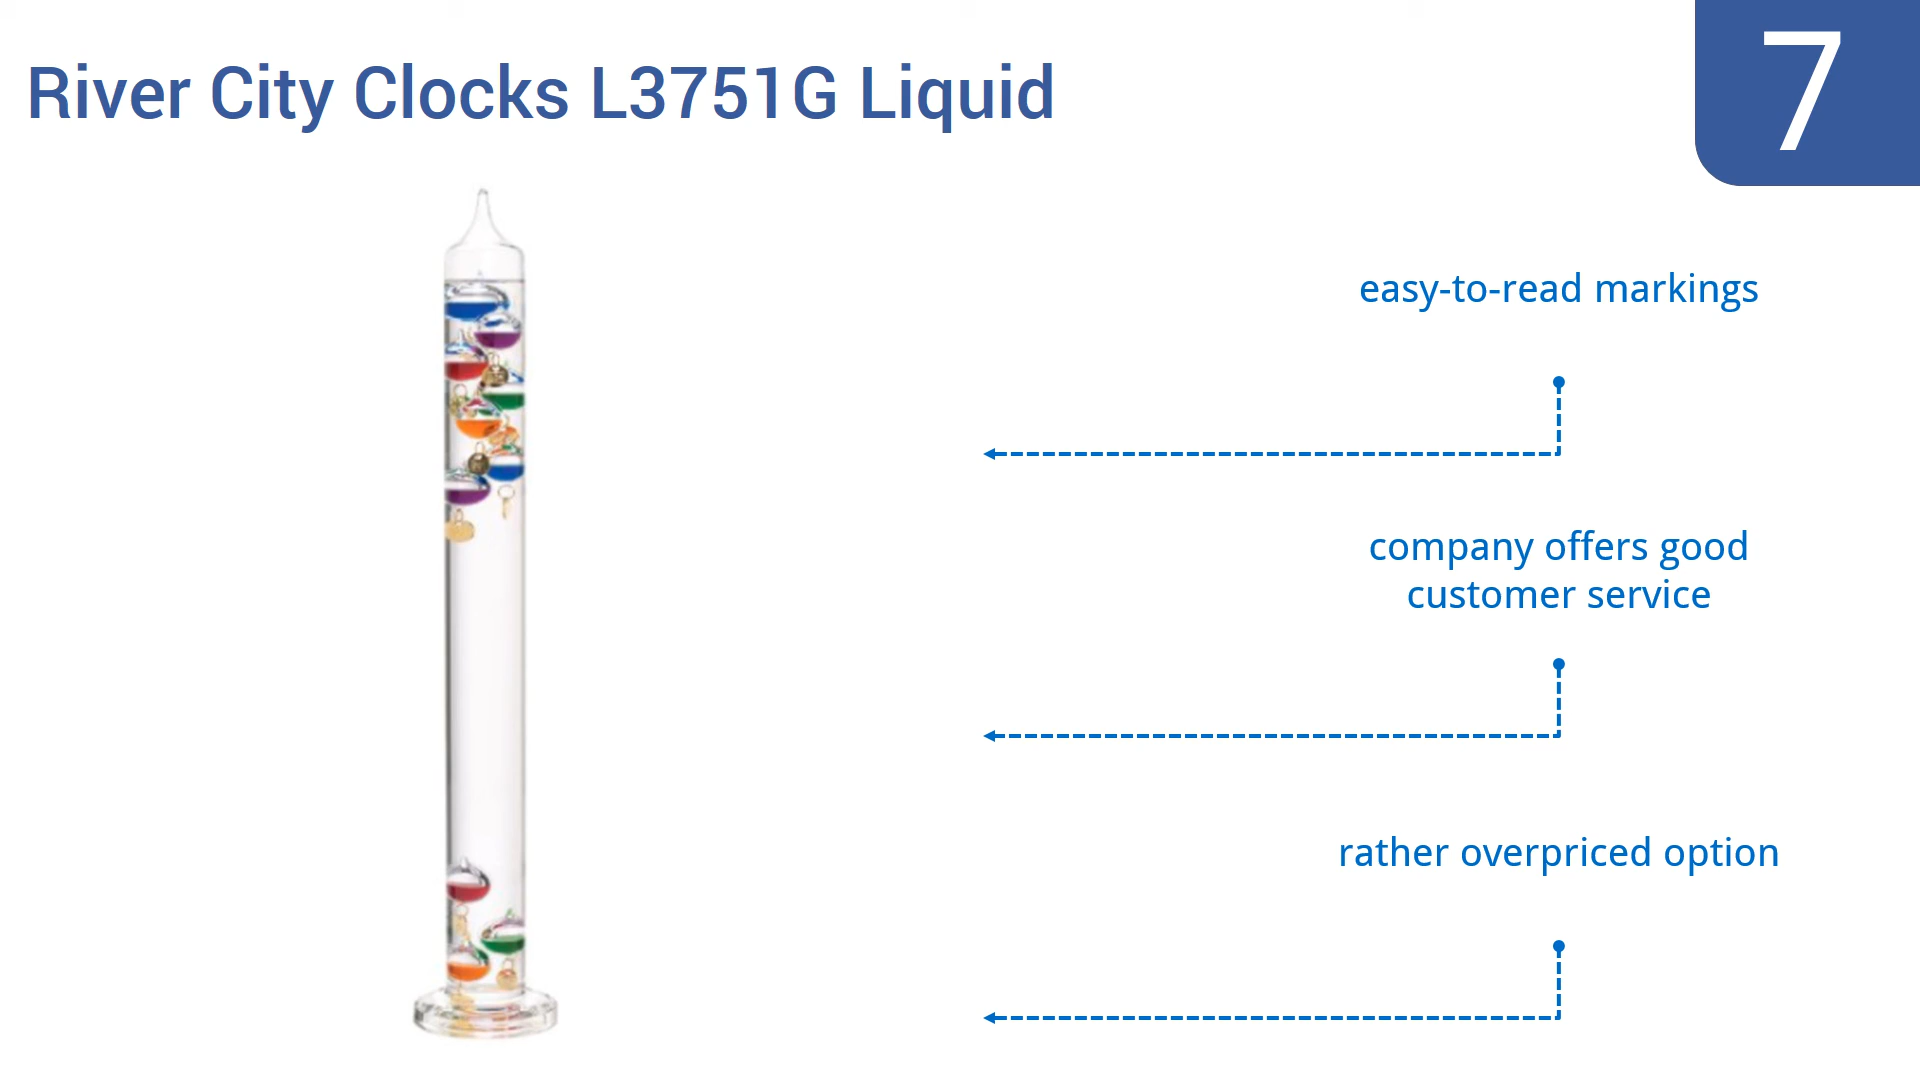 River City Clocks L3751G Liquid
7
easy-to-read markings
company offers good
customer service
rather overpriced option